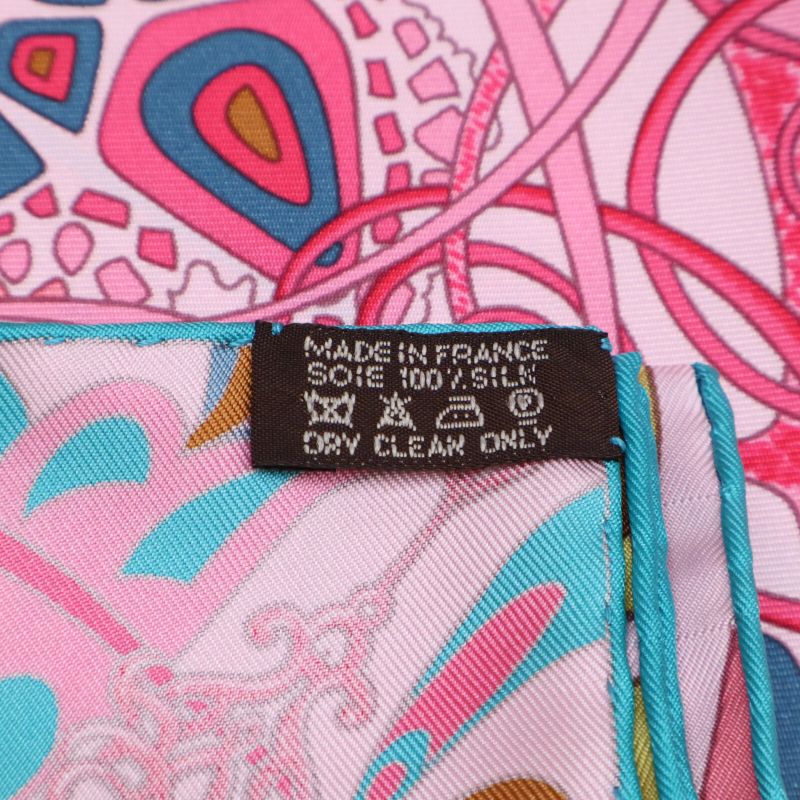 MADE IN FRANCE
SOIE 100% SILK
DRY CLEAN ONLY